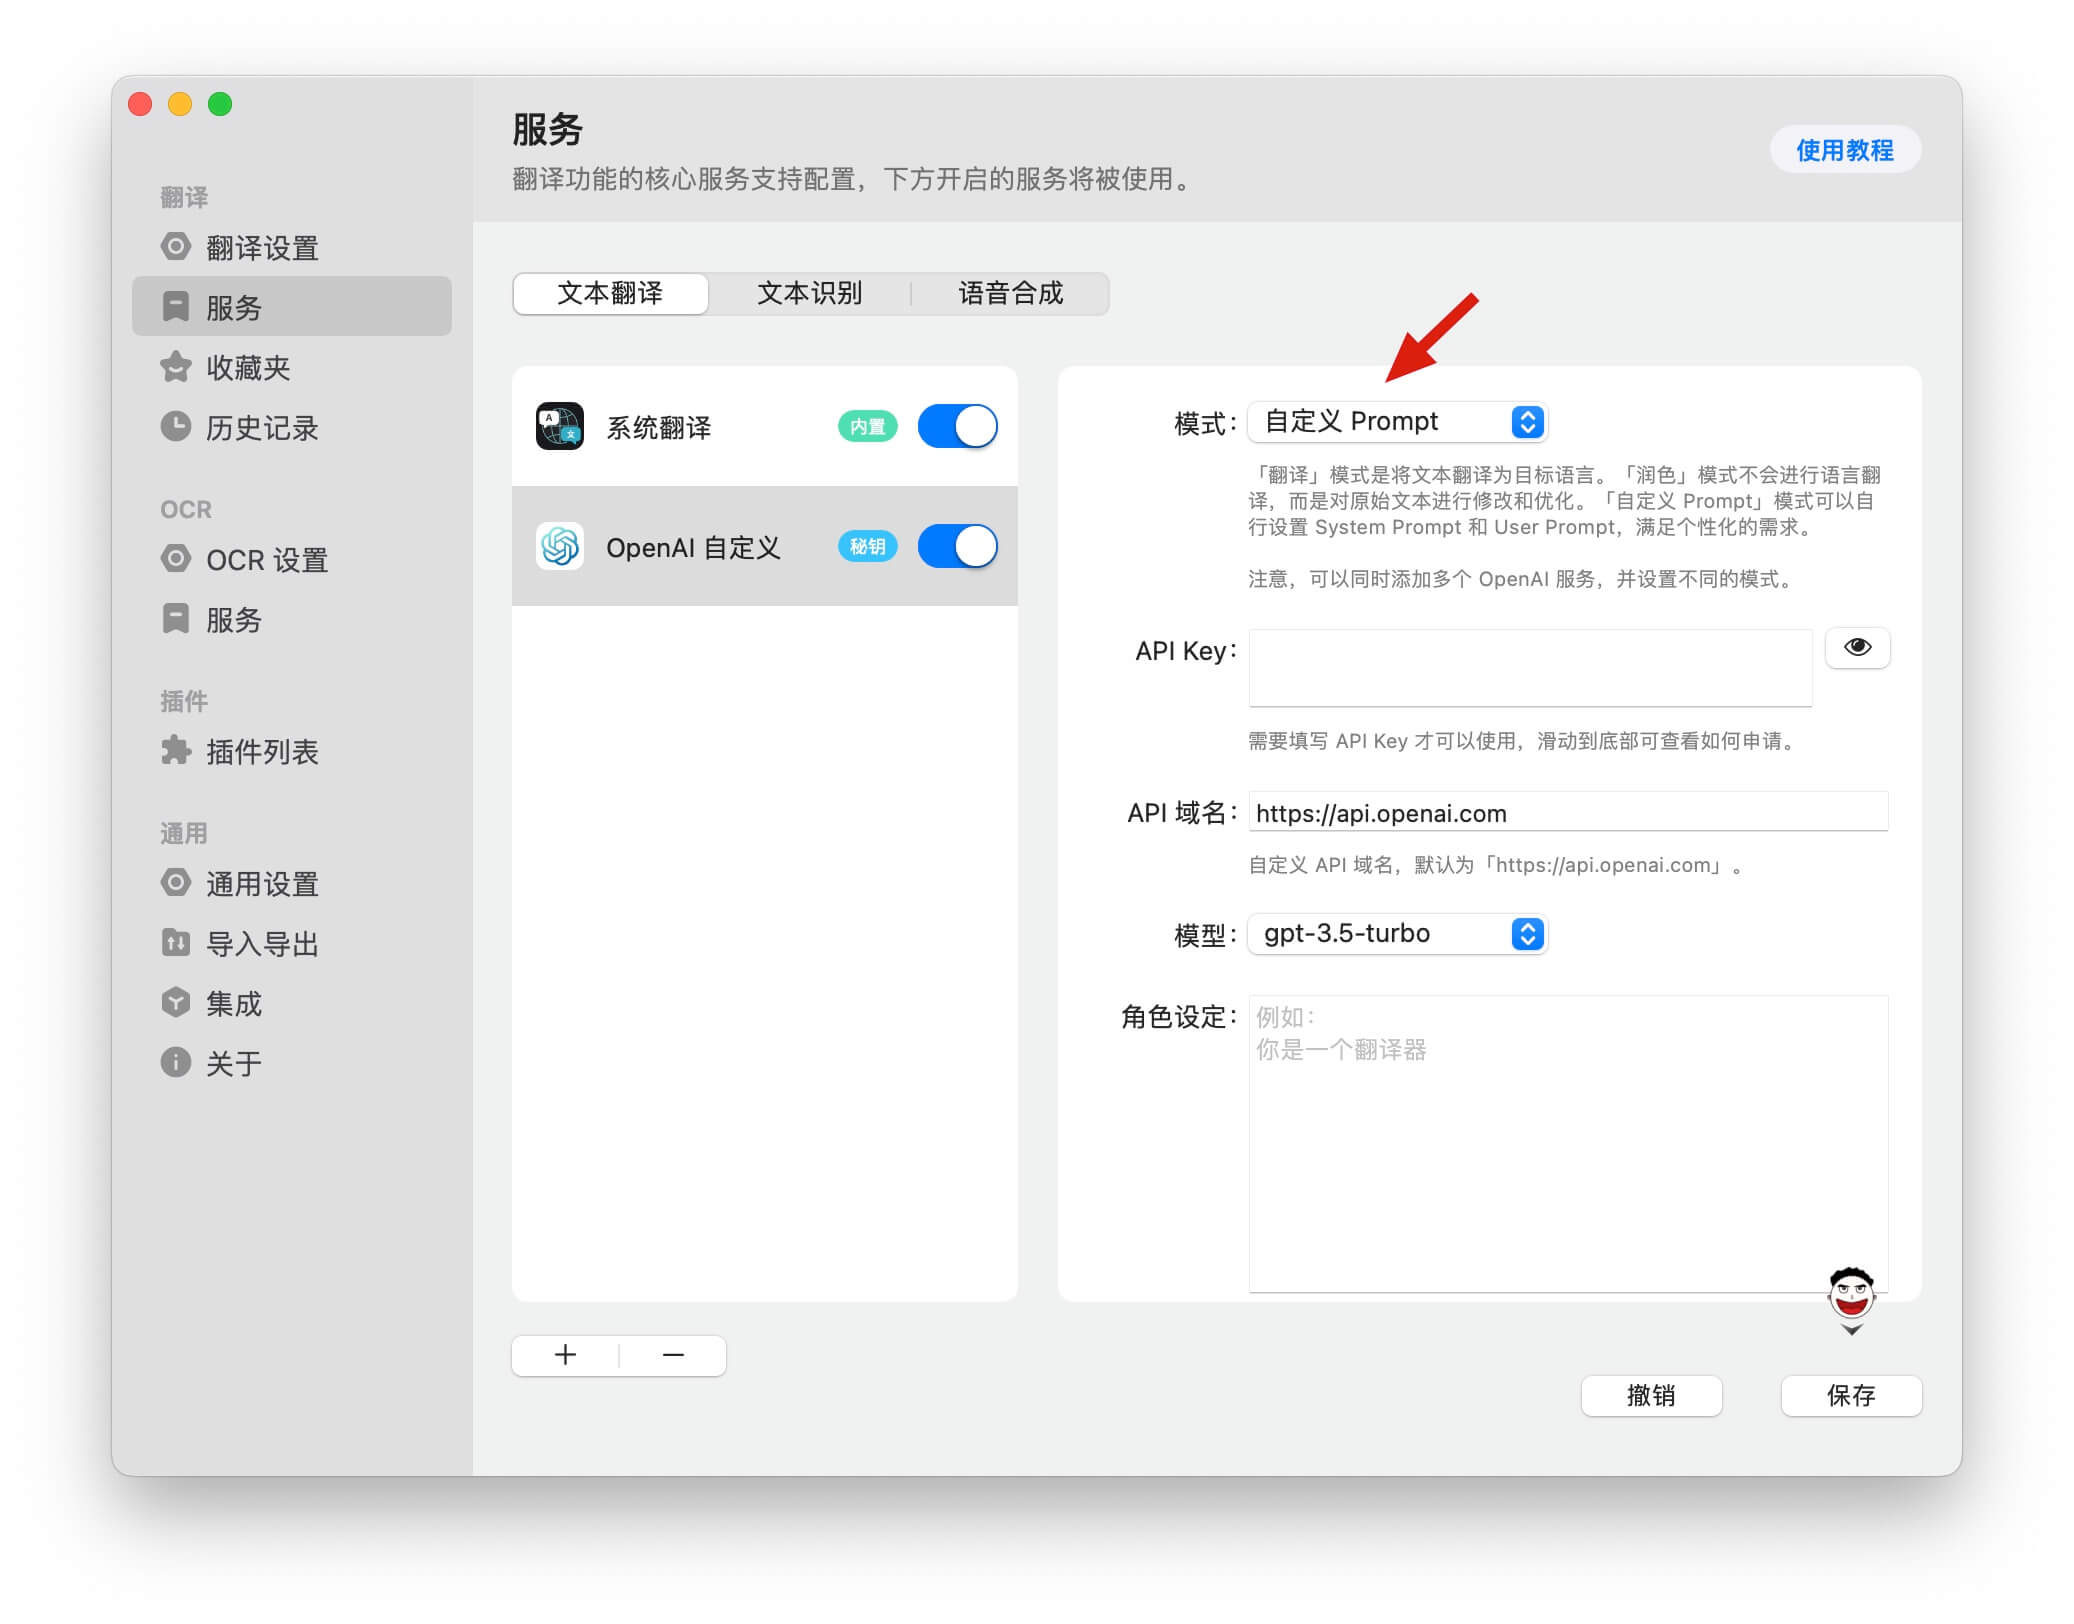 翻译
翻译设置
服务
收藏夹
历史记录
OCR
OCR 设置
服务
插件
插件列表
通用
通用设置
导入导出
集成
关于
服务
翻译功能的核心服务支持配置，下方开启的服务将被使用。
使用教程
文本翻译
文本识别
语音合成
系统翻译
内置
OpenAI 自定义
秘钥
模式：
自定义 Prompt
「翻译」模式是将文本翻译为目标语言。「润色」模式不会进行语言翻
译，而是对原始文本进行修改和优化。「自定义 Prompt」模式可以自
行设置 System Prompt 和 User Prompt，满足个性化的需求。
注意，可以同时添加多个 OpenAI 服务，并设置不同的模式。
API Key：
需要填写 API Key 才可以使用，滑动到底部可查看如何申请。
API 域名：
https://api.openai.com
自定义 API 域名，默认为「https://api.openai.com」。
模型：
gpt-3.5-turbo
角色设定：
例如：
你是一个翻译器
撤销
保存